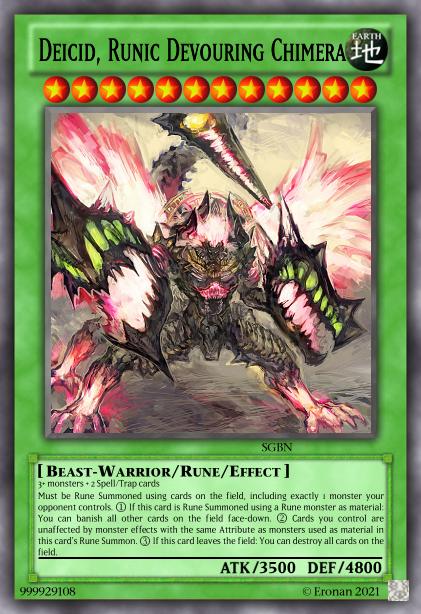 Deicid, Runic Devouring Chimera
EARTH
地
SGBN
[ Beast-Warrior/Rune/Effect ]
3+ monsters + 2 Spell/Trap cards
Must be Rune Summoned using cards on the field, including exactly 1 monster your
opponent controls. ① If this card is Rune Summoned using a Rune monster as material:
You can banish all other cards on the field face-down. ② Cards you control are
unaffected by monster effects with the same Attribute as monsters used as material in
this card's Rune Summon. ③ If this card leaves the field: You can destroy all cards on the
field.
ATK/3500 DEF/4800
999929108
© Eronan 2021